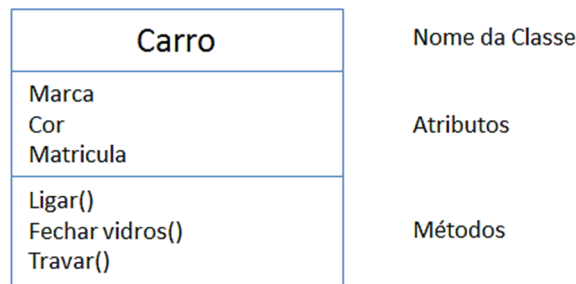 Carro
Nome da Classe
Marca
Cor
Atributos
Matricula
Ligar()
Fechar vidros()
Métodos
Travar()